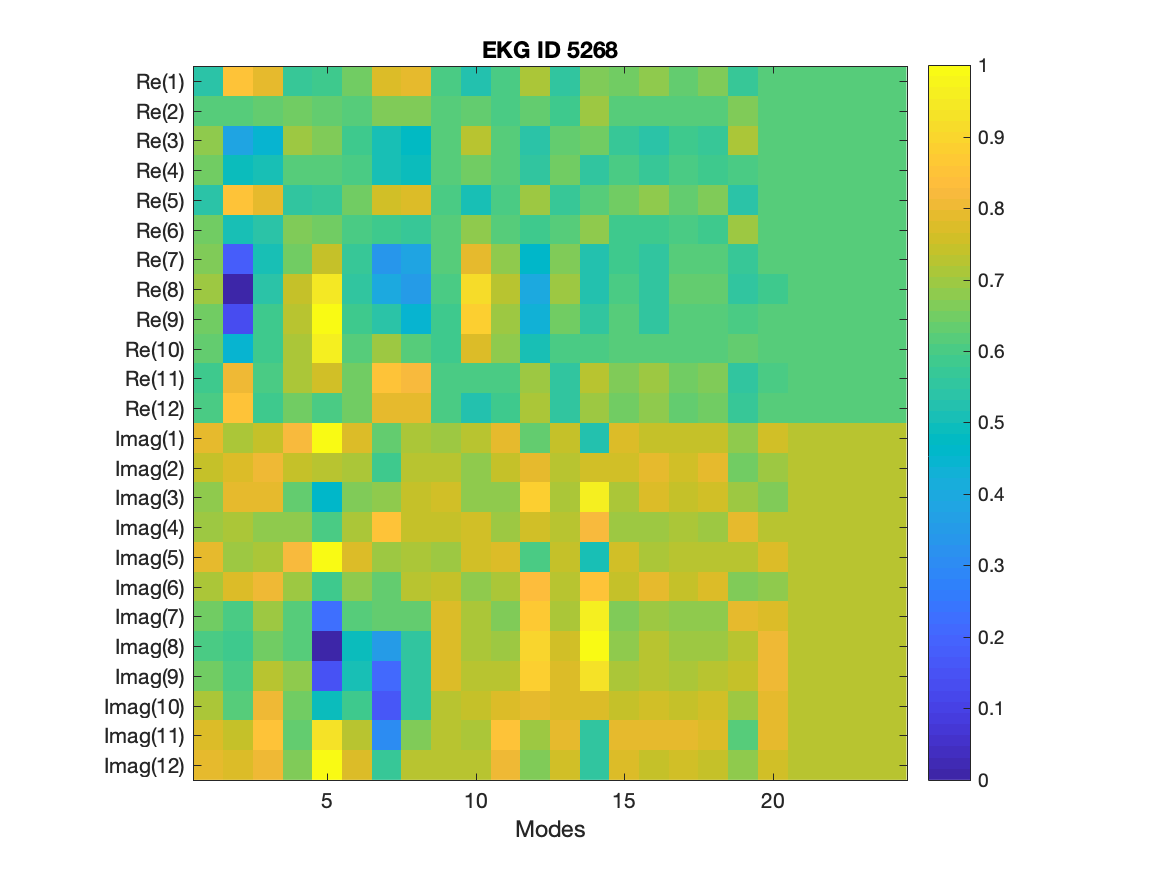 EKG ID 5268
Re(1)
Re(2)
Re(3)
Re(4)
Re(5)
Re(6)
Re(7)
Re(8)
Re(9)
Re(10)
Re(11)
Re(12)
Imag(1)
Imag(2)
Imag(3)
Imag(4)
Imag(5)
Imag(6)
Imag(7)
Imag(8)
Imag(9)
Imag(10)
Imag(11)
Imag(12)
5 10 15 20
Modes
1
0.9
0.8
0.7
0.6
0.5
0.4
0.3
0.2
0.1
0